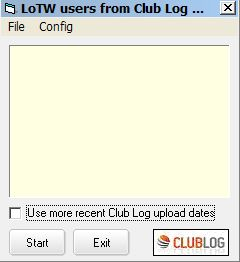 LoTW users from Club Log ...
File Config
Use more recent Club Log upload dates
Start Exit CLUBLOG